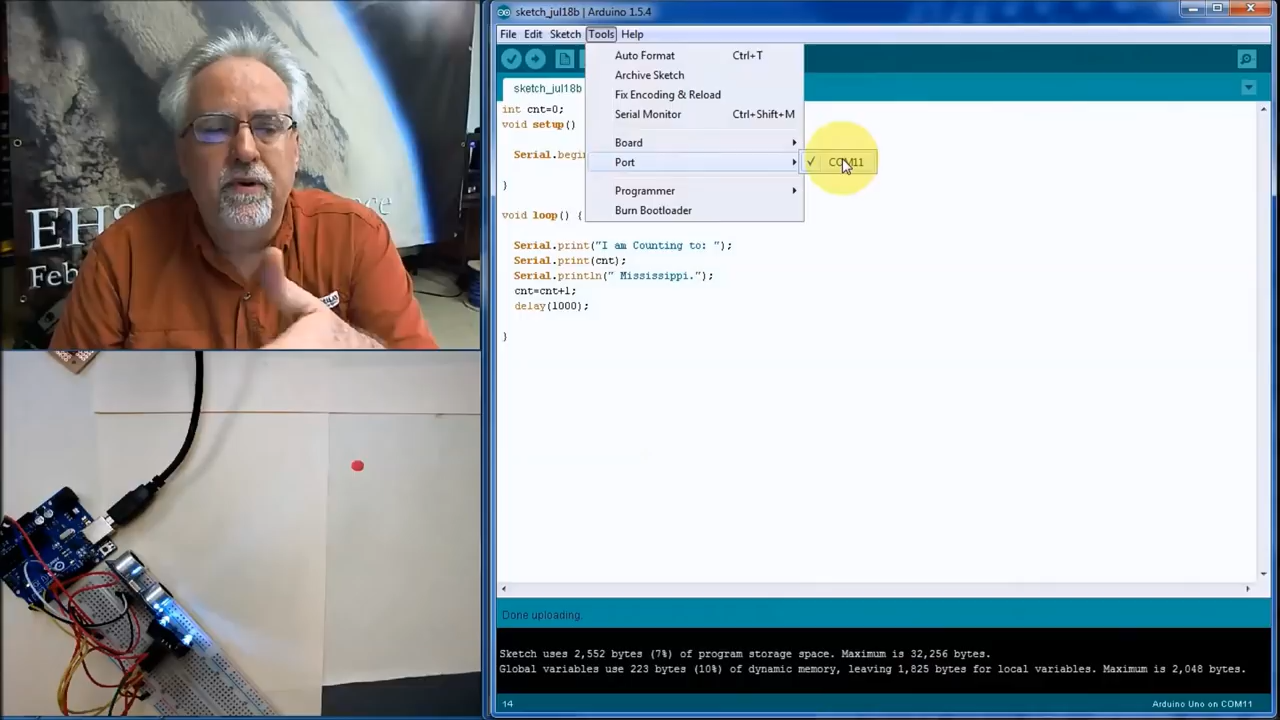 sketch_jul18b | Arduino 1.5.4
File Edit Sketch Tools Help
Auto Format Ctrl+T
Archive Sketch
sketch_jul18b
Fix Encoding & Reload
int cnt=0;
Serial Monitor Ctrl+Shift+M
void setup()
Board
Serial.begin
Port
COM11
}
Programmer
Burn Bootloader
void loop() {
Serial.print("I am Counting to: ");
Serial.print(cnt);
Serial.println(" Mississippi.");
cnt=cnt+1;
delay(1000);
}
EHS
Feb
Done uploading.
Sketch uses 2,552 bytes (7%) of program storage space. Maximum is 32,256 bytes.
Global variables use 223 bytes (10%) of dynamic memory, leaving 1,825 bytes for local variables. Maximum is 2,048 bytes.
14
Arduino Uno on COM11